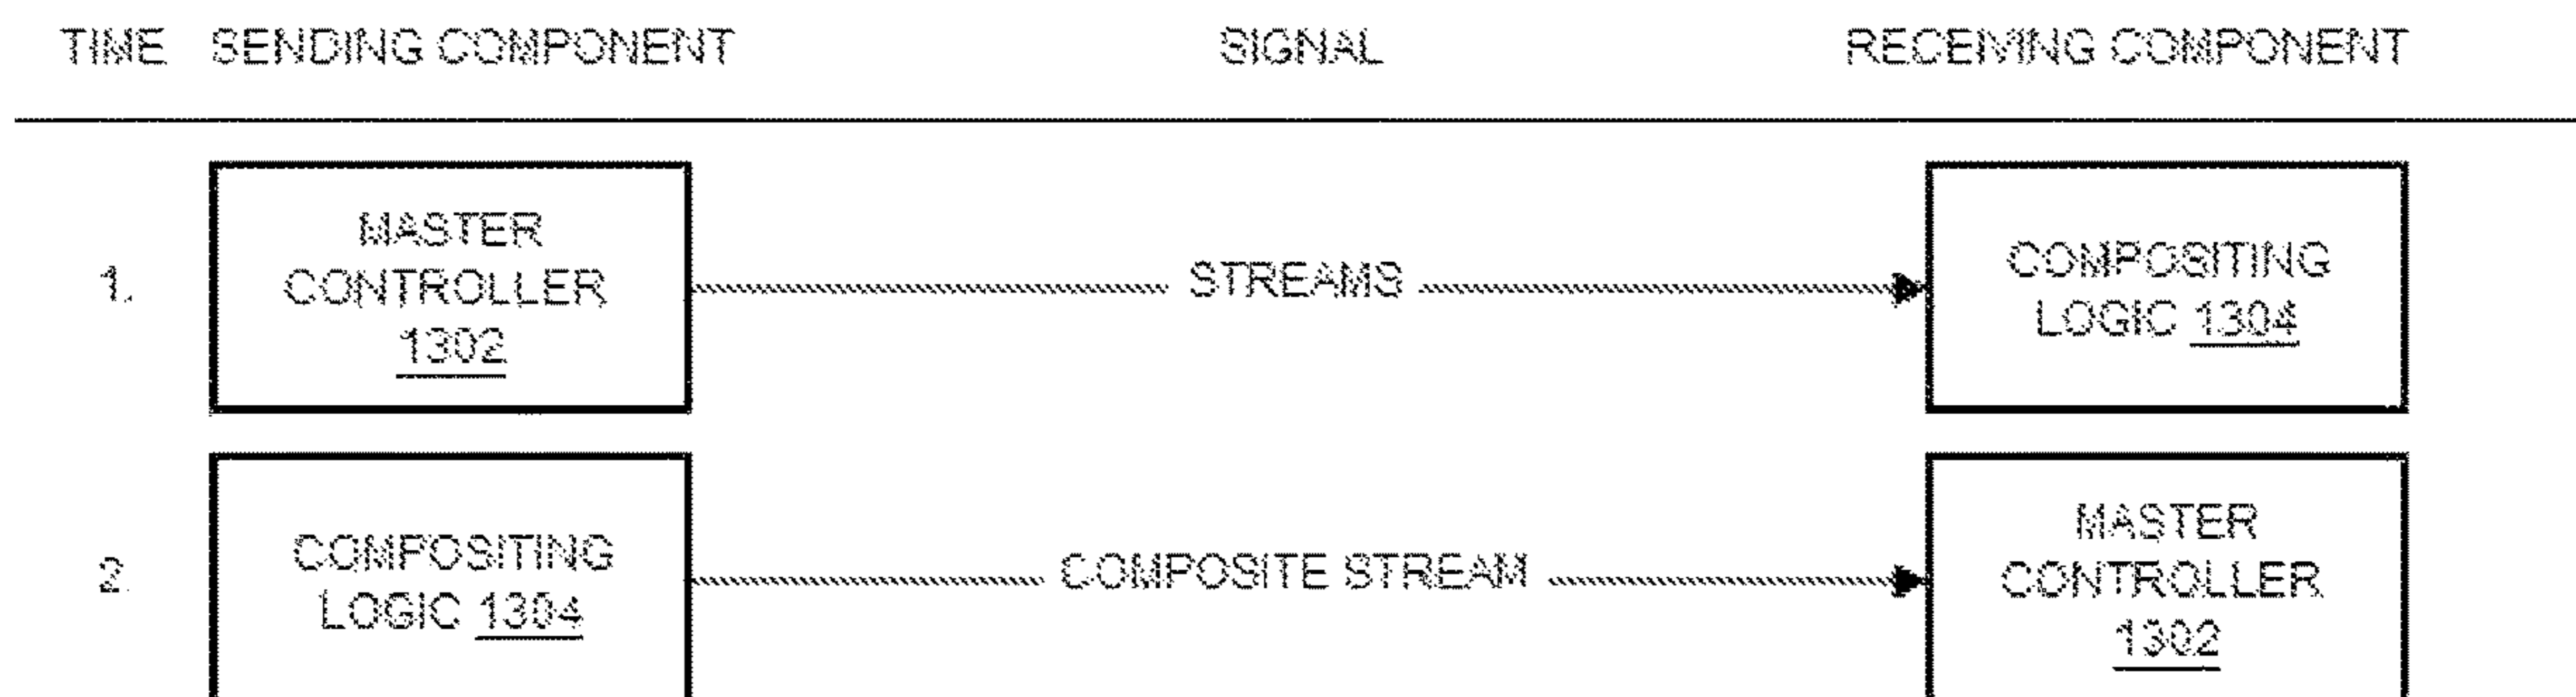 TIME SENDING COMPONENT SIGNAL RECEIVING COMPONENT
1.
MASTER
CONTROLLER
1302
STREAMS
COMPOSITING
LOGIC 1304
2.
COMPOSITING
LOGIC 1304
COMPOSITE STREAM
MASTER
CONTROLLER
1302